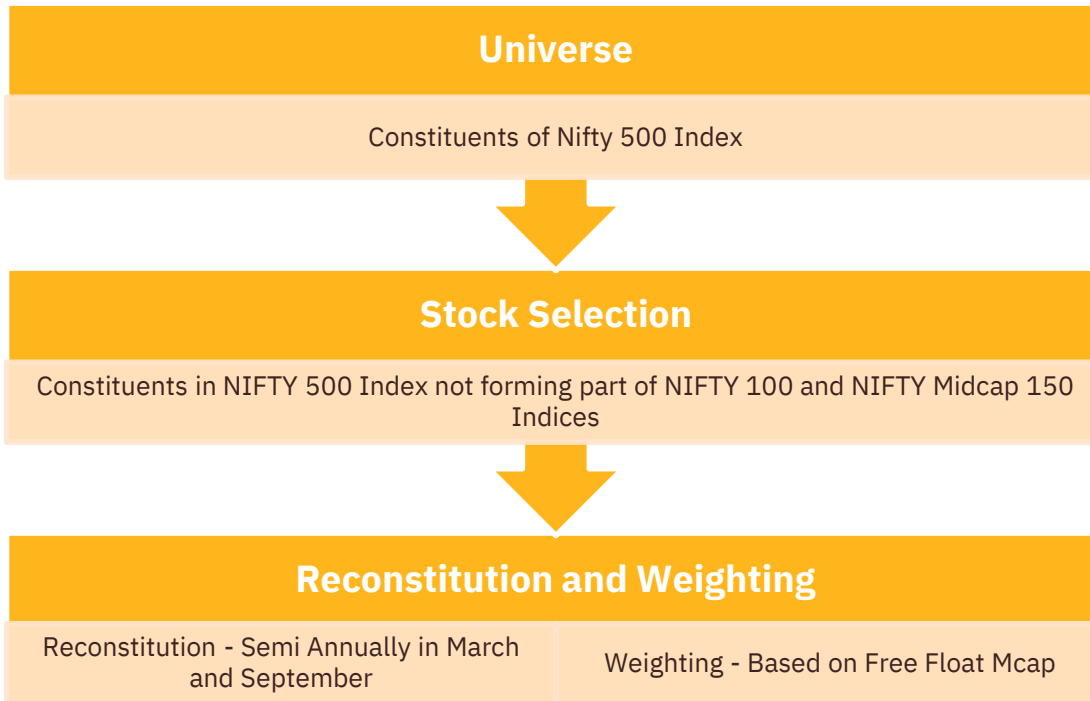 Universe
Constituents of Nifty 500 Index
Stock Selection
Constituents in NIFTY 500 Index not forming part of NIFTY 100 and NIFTY Midcap 150
Indices
Reconstitution and Weighting
Reconstitution - Semi Annually in March
and September
Weighting - Based on Free Float Mcap